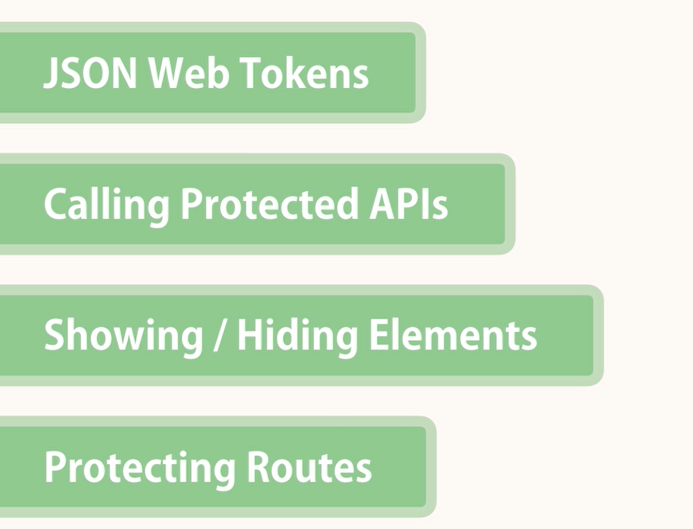 JSON Web Tokens
Calling Protected APIs
Showing / Hiding Elements
Protecting Routes